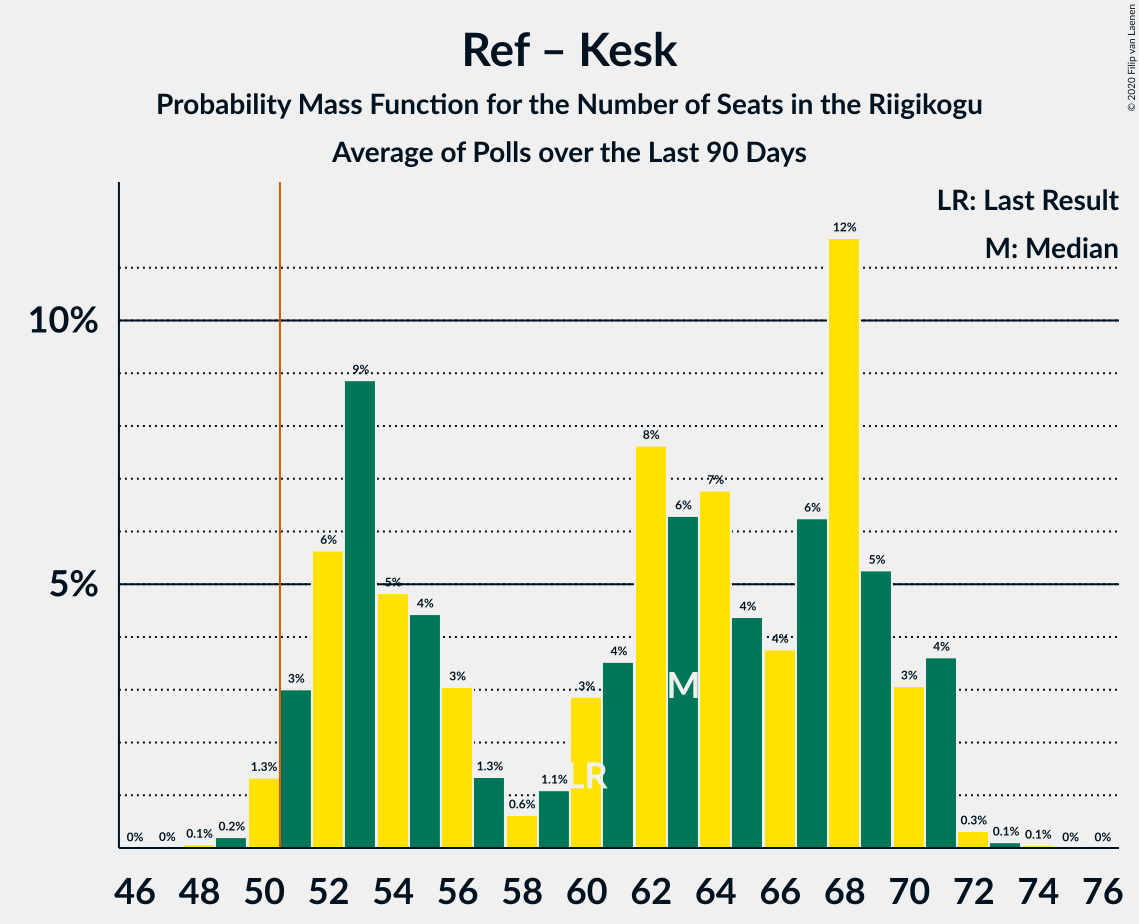 Ref – Kesk
Probability Mass Function for the Number of Seats in the Riigikogu
Average of Polls over the Last 90 Days
© 2020 Filip van Laenen
LR: Last Result
M: Median
10%
5%
0% 0% 0.1% 0.2% 1.3% 3% 6% 9% 5% 4% 3% 1.3% 0.6% 1.1% 3% 4% 8% 6% 7% 4% 4% 6% 12% 5% 3% 4% 0.3% 0.1% 0.1% 0% 0%
M
LR
46 48 50 52 54 56 58 60 62 64 66 68 70 72 74 76